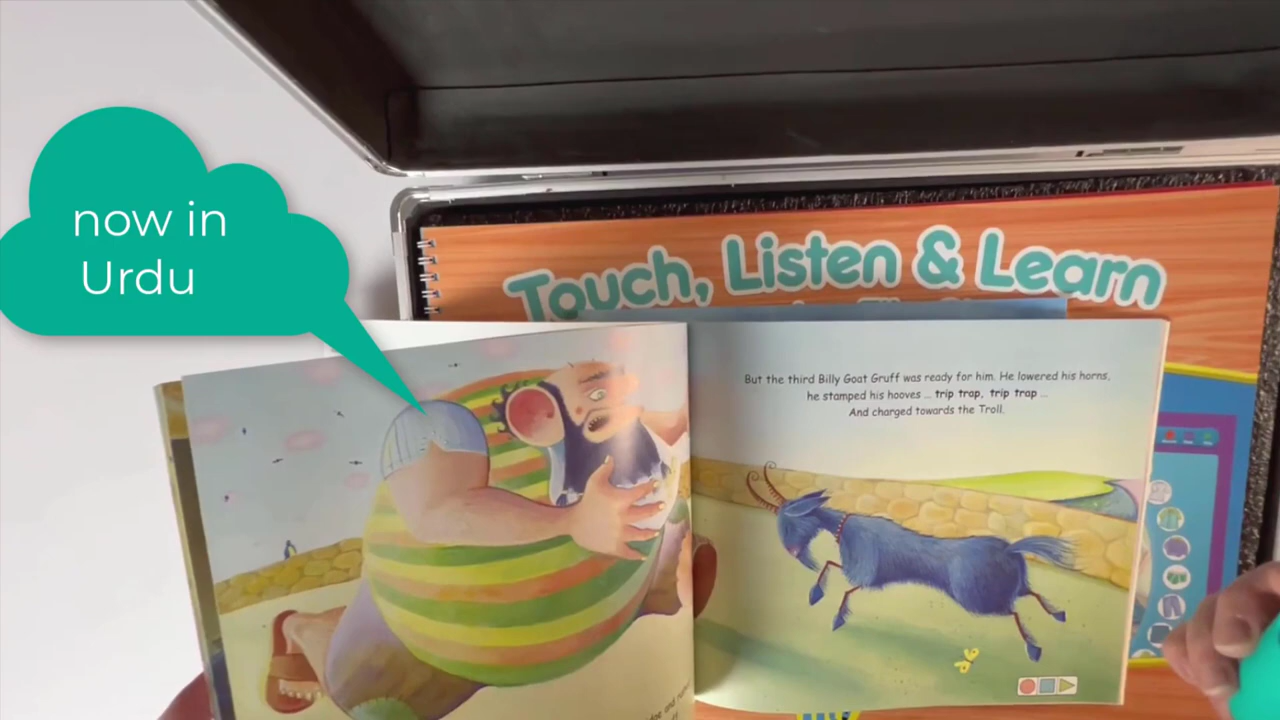 now in
Urdu
Touch, Listen & Learn
But the third Billy Goat Gruff was ready for him. He lowered his horns,
he stamped his hooves ... trip trap, trip trap ...
And charged towards the Troll.